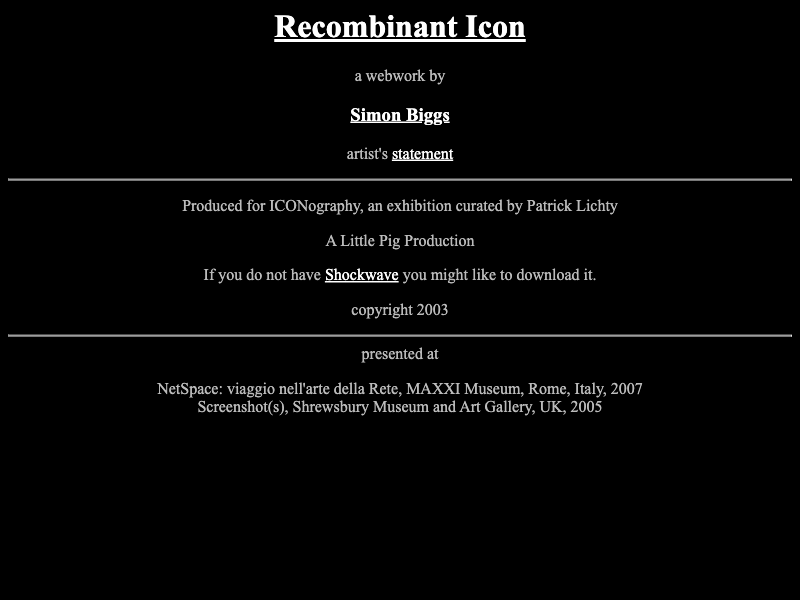 Recombinant Icon
a webwork by
Simon Biggs
artist's statement
Produced for ICONography, an exhibition curated by Patrick Lichty
A Little Pig Production
If you do not have Shockwave you might like to download it.
copyright 2003
presented at
NetSpace: viaggio nell'arte della Rete, MAXXI Museum, Rome, Italy, 2007
Screenshot(s), Shrewsbury Museum and Art Gallery, UK, 2005